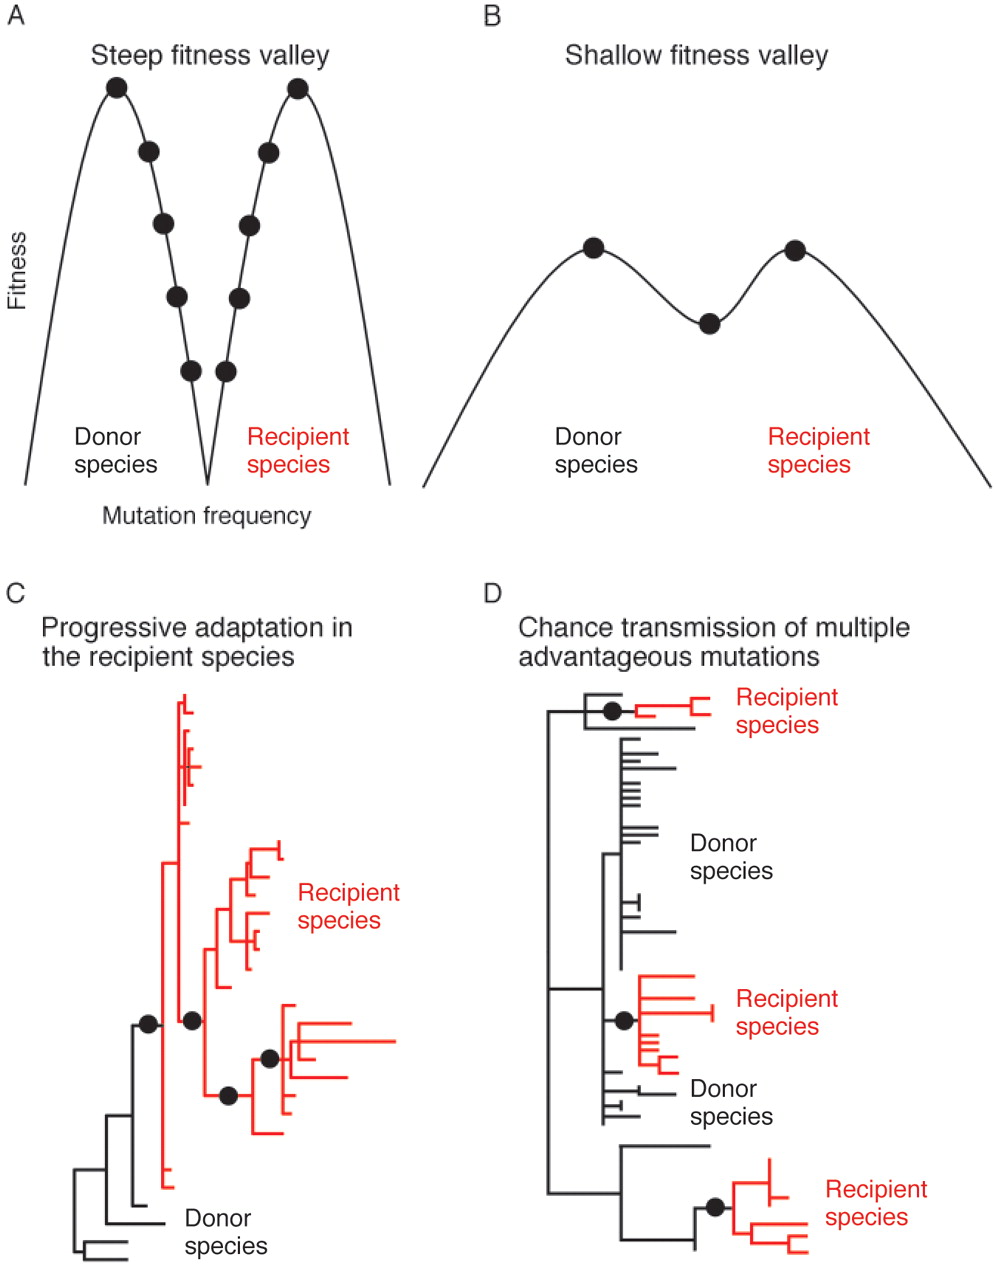 A
Steep fitness valley
Fitness
Donor
species
Recipient
species
Mutation frequency
B
Shallow fitness valley
Donor
species
Recipient
species
C
Progressive adaptation in
the recipient species
Recipient
species
Donor
species
D
Chance transmission of multiple
advantageous mutations
Recipient
species
Donor
species
Recipient
species
Donor
species
Recipient
species